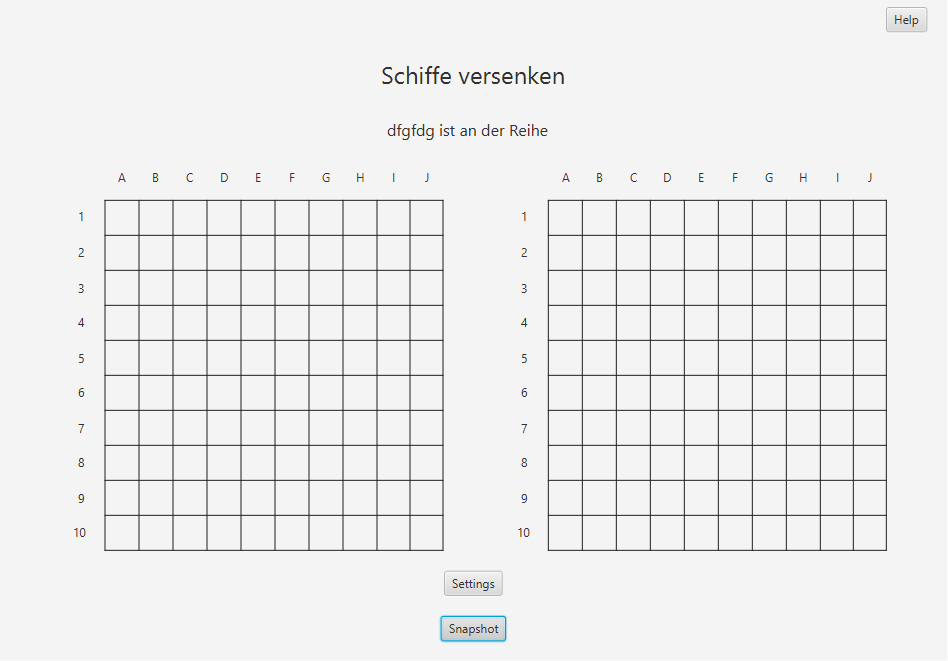 Help
Schiffe versenken
dfgfdg ist an der Reihe
A B C D E F G H I J A B C D E F G H I J
1 1
2 2
3 3
4 4
5 5
6 6
7 7
8 8
9 9
10 10
Settings
Snapshot